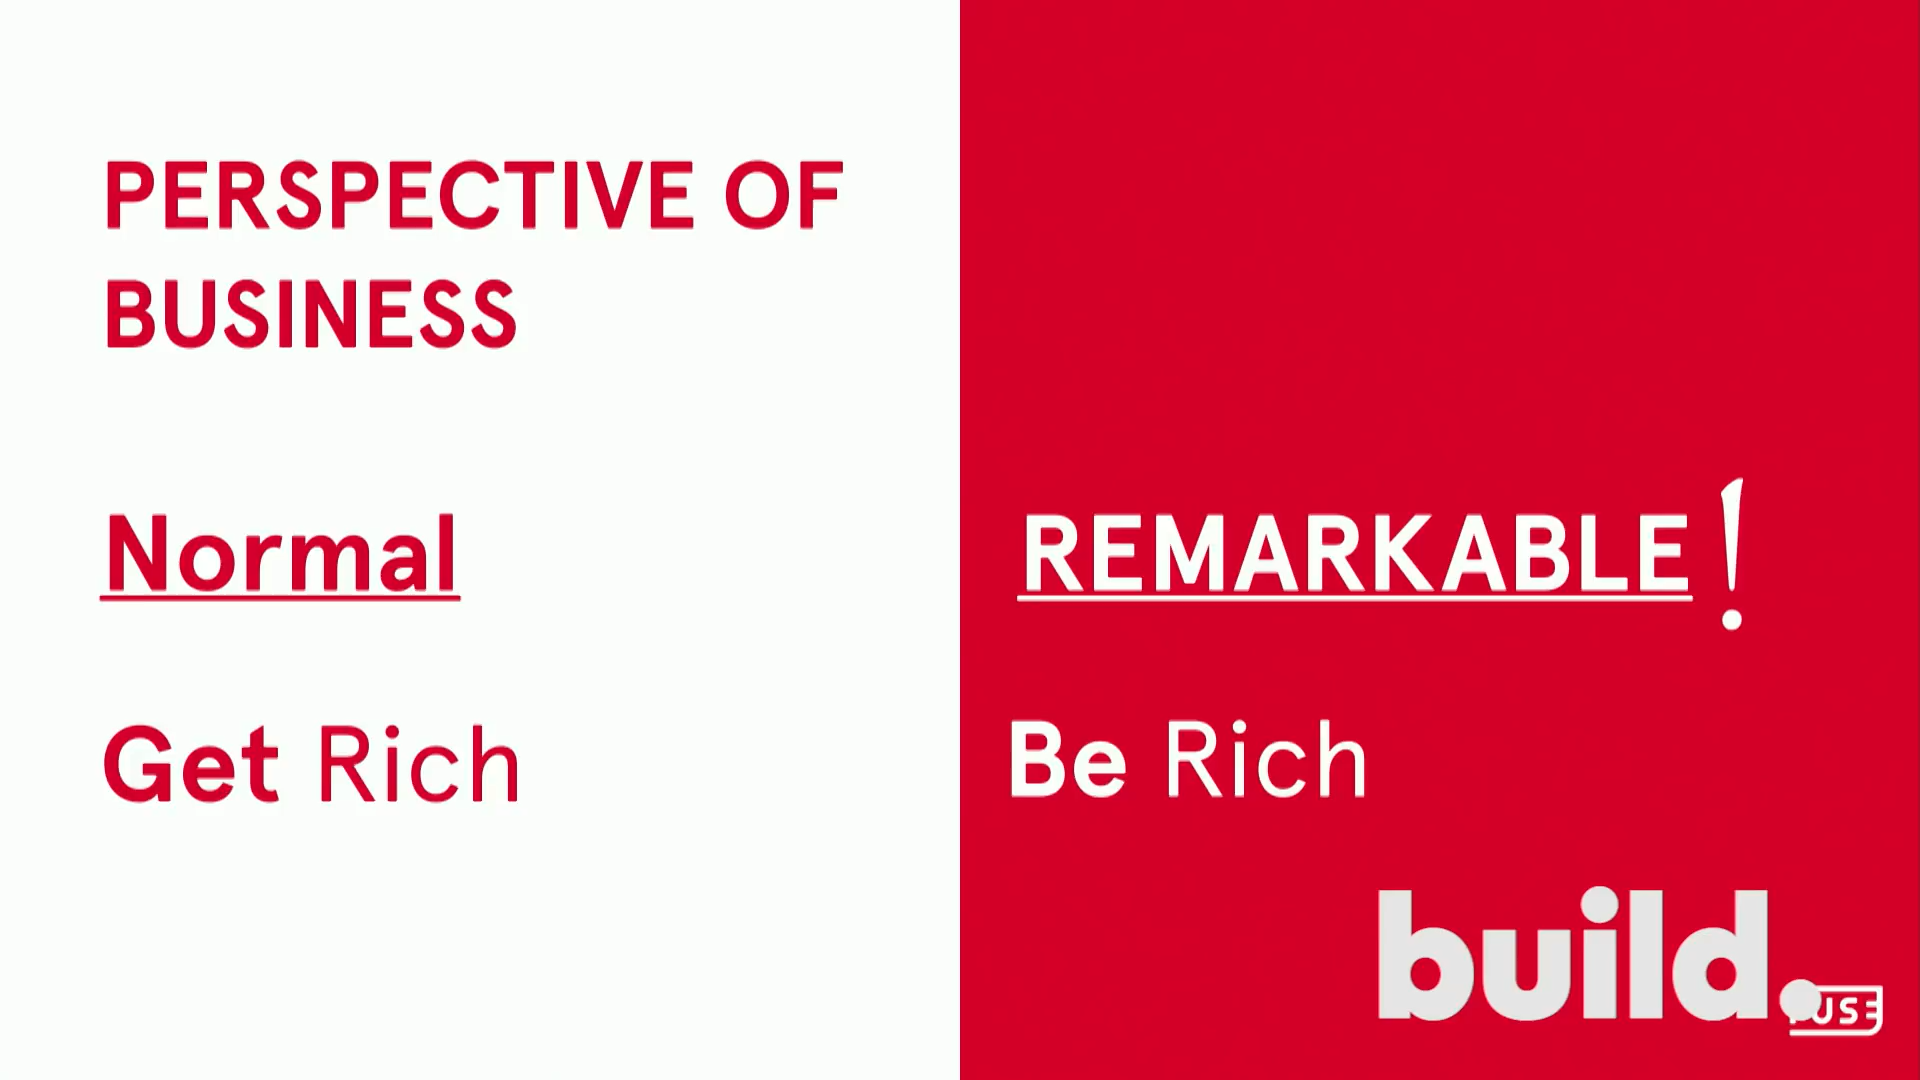 PERSPECTIVE OF
BUSINESS
Normal
REMARKABLE!
Get Rich
Be Rich
build.